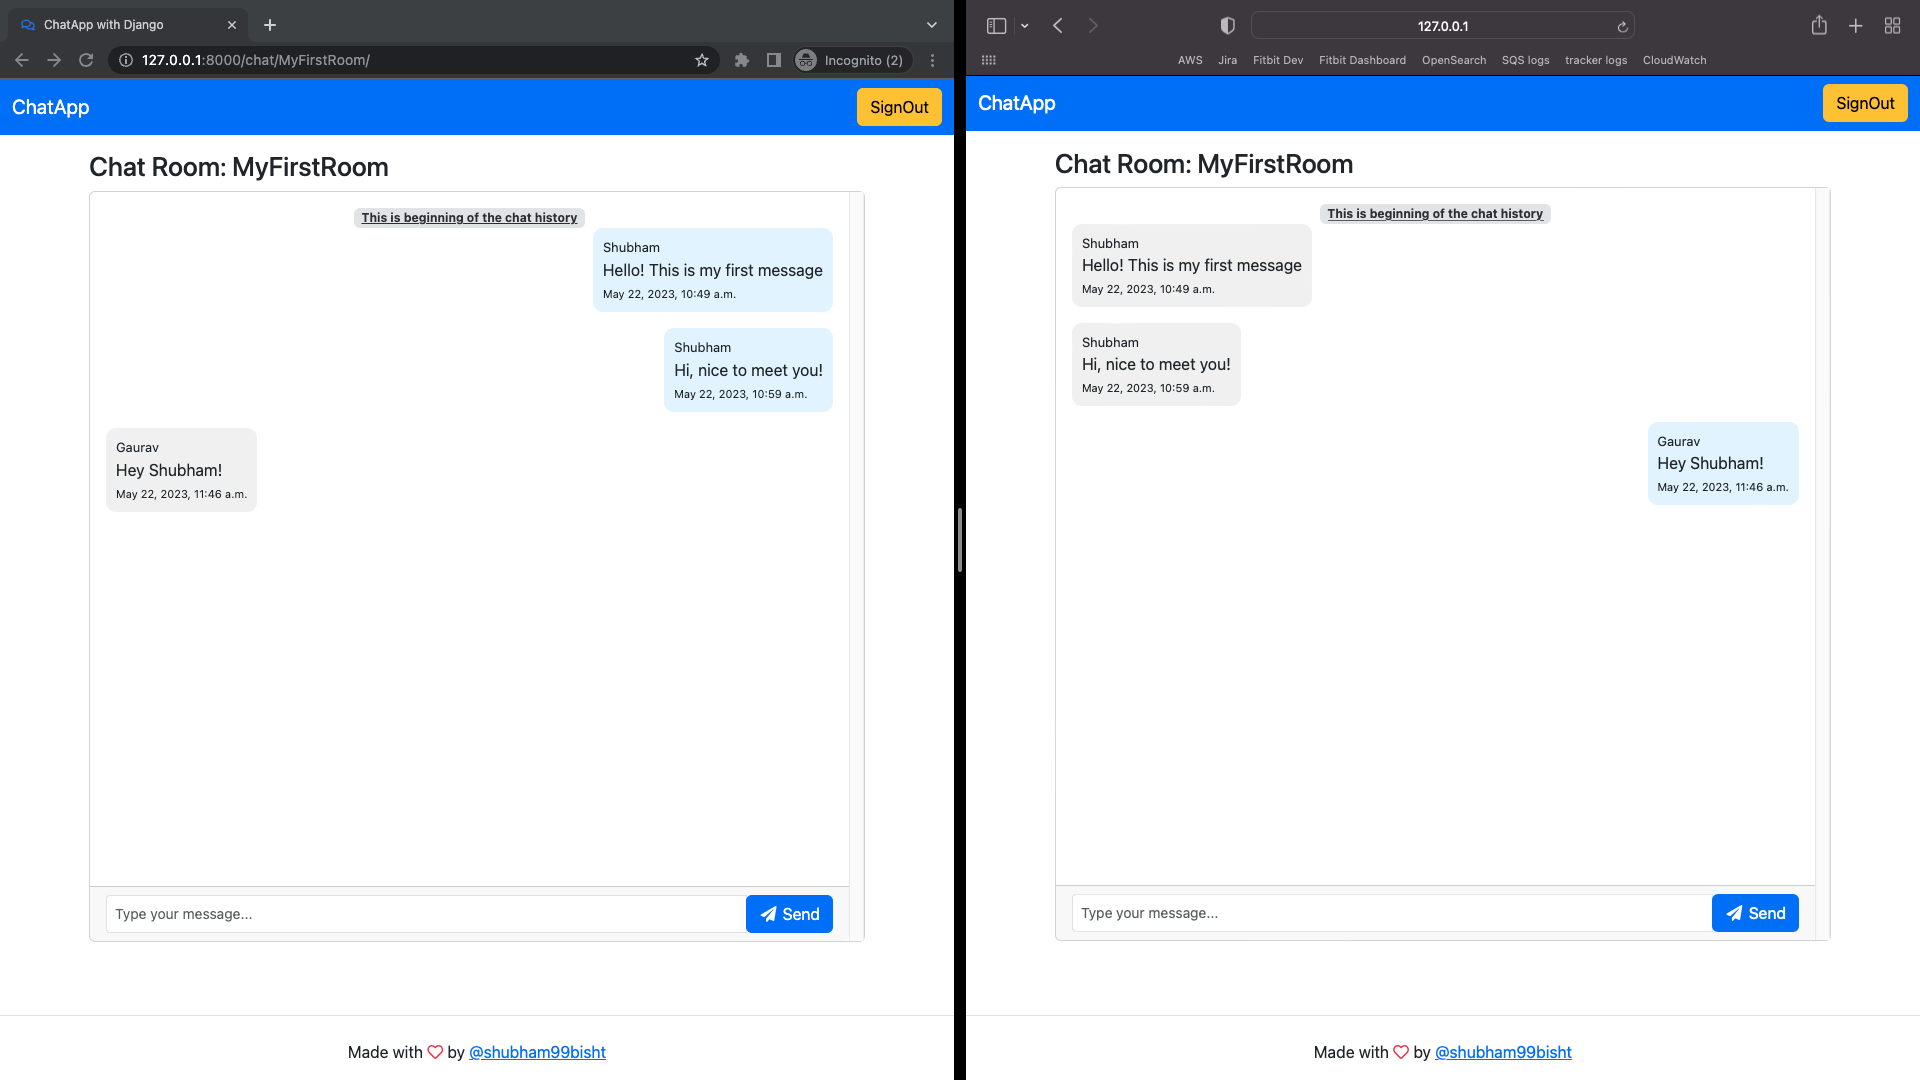 ChatApp with Django
127.0.0.1:8000/chat/MyFirstRoom/
Incognito (2)
ChatApp
SignOut
Chat Room: MyFirstRoom
This is beginning of the chat history
Shubham
Hello! This is my first message
May 22, 2023, 10:49 a.m.
Shubham
Hi, nice to meet you!
May 22, 2023, 10:59 a.m.
Gaurav
Hey Shubham!
May 22, 2023, 11:46 a.m.
Type your message...
Send
Made with by @shubham99bisht
127.0.0.1
AWS Jira Fitbit Dev Fitbit Dashboard OpenSearch SQS logs tracker logs CloudWatch
ChatApp
SignOut
Chat Room: MyFirstRoom
This is beginning of the chat history
Shubham
Hello! This is my first message
May 22, 2023, 10:49 a.m.
Shubham
Hi, nice to meet you!
May 22, 2023, 10:59 a.m.
Gaurav
Hey Shubham!
May 22, 2023, 11:46 a.m.
Type your message...
Send
Made with by @shubham99bisht